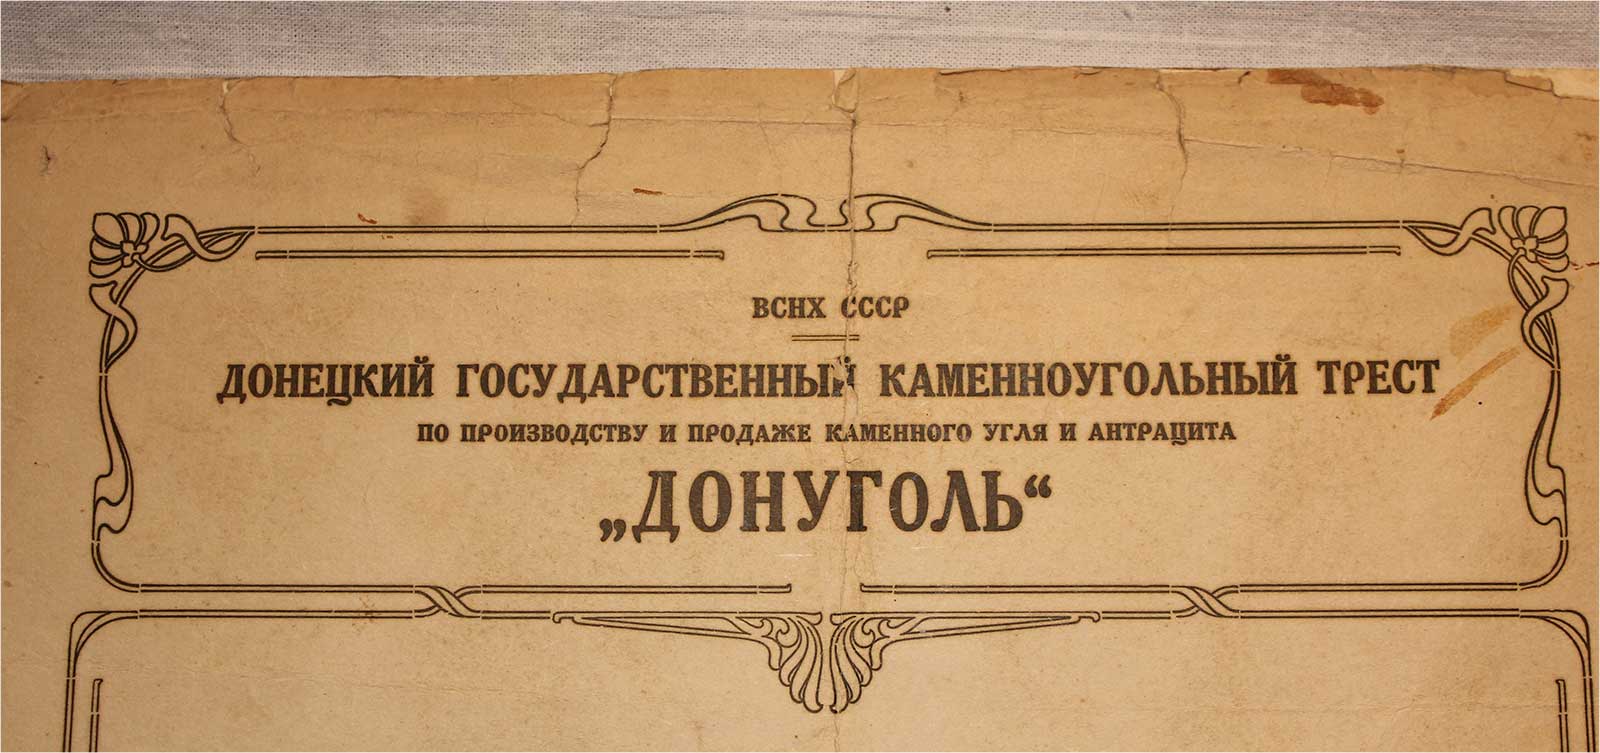 ВСНХ СССР
ДОНЕЦКИЙ ГОСУДАРСТВЕННЫЙ КАМЕННОУГОЛЬНЫЙ ТРЕСТ
ПО ПРОИЗВОДСТВУ И ПРОДАЖЕ КАМЕННОГО УГЛЯ И АНТРАЦИТА
„ДОНУГОЛЬ“